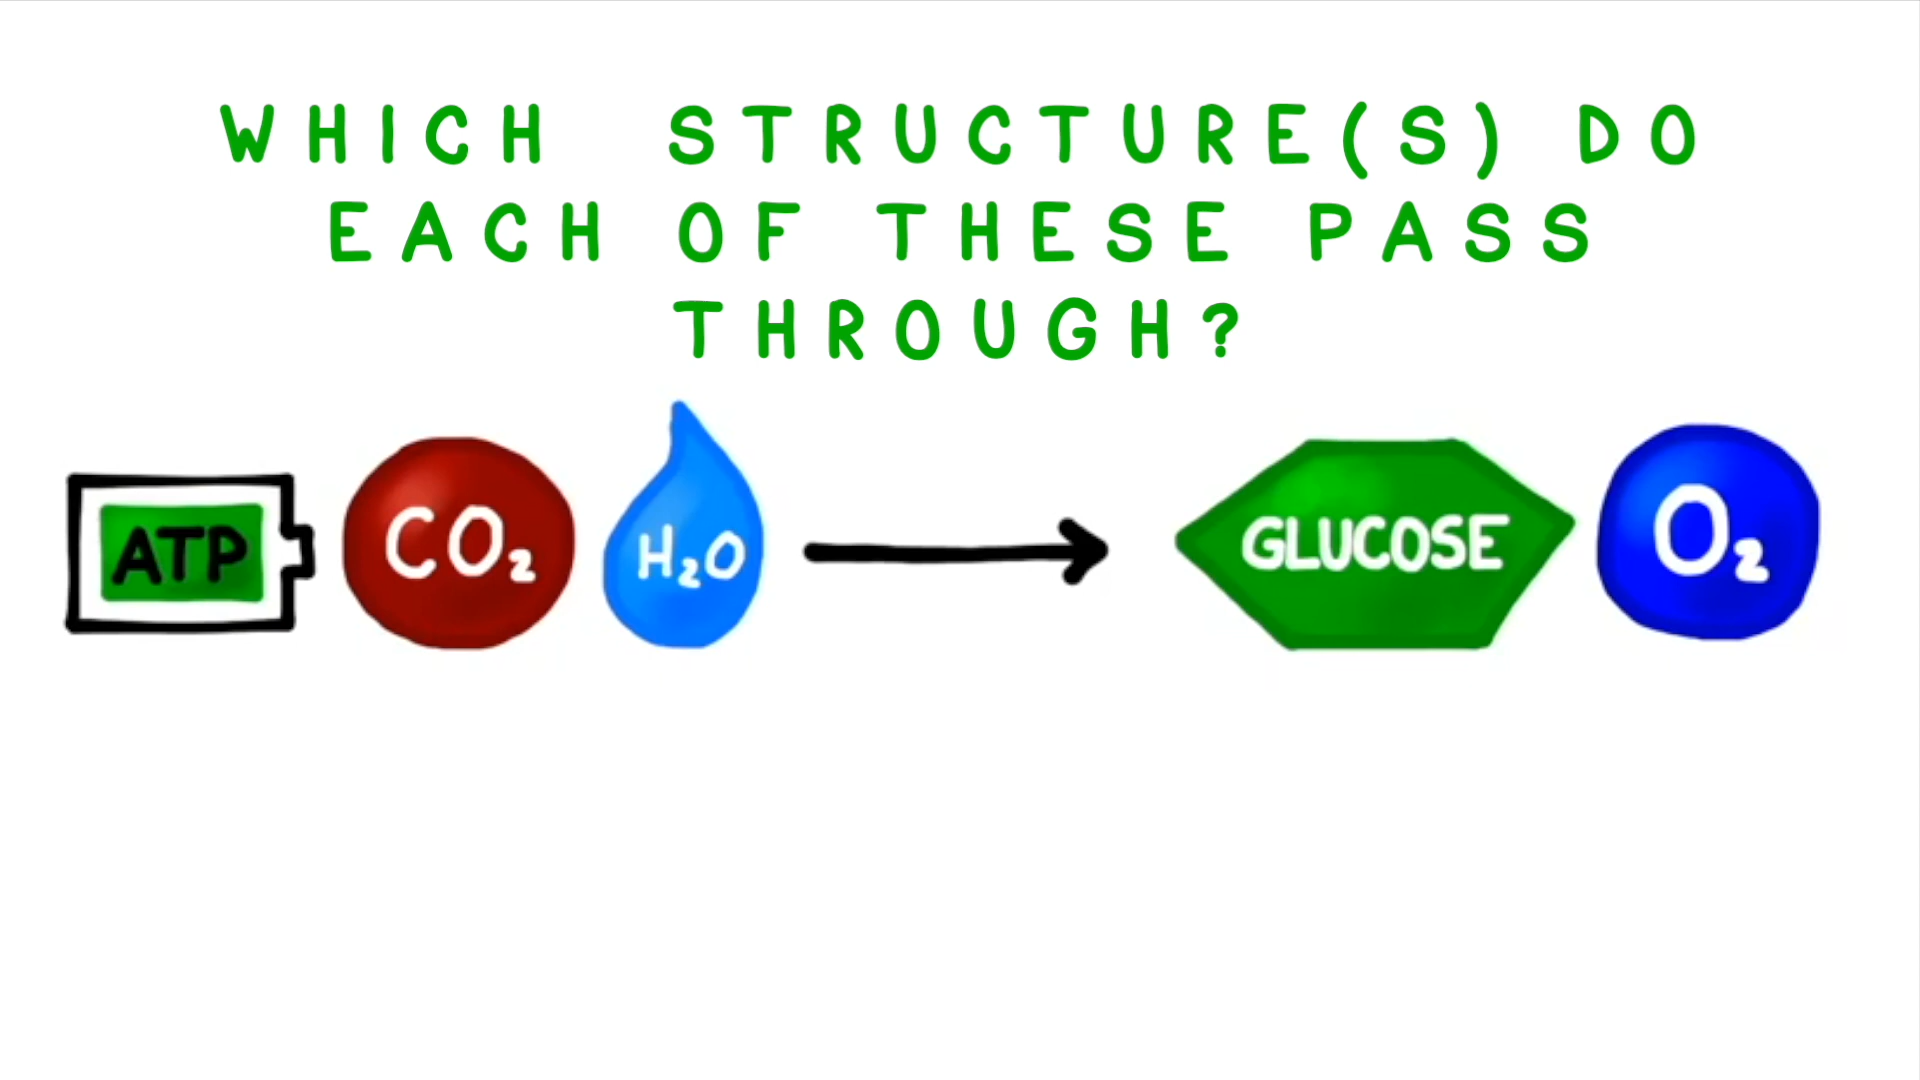 WHICH STRUCTURE(S) DO
EACH OF THESE PASS
THROUGH?
ATP CO₂ H₂O GLUCOSE O₂